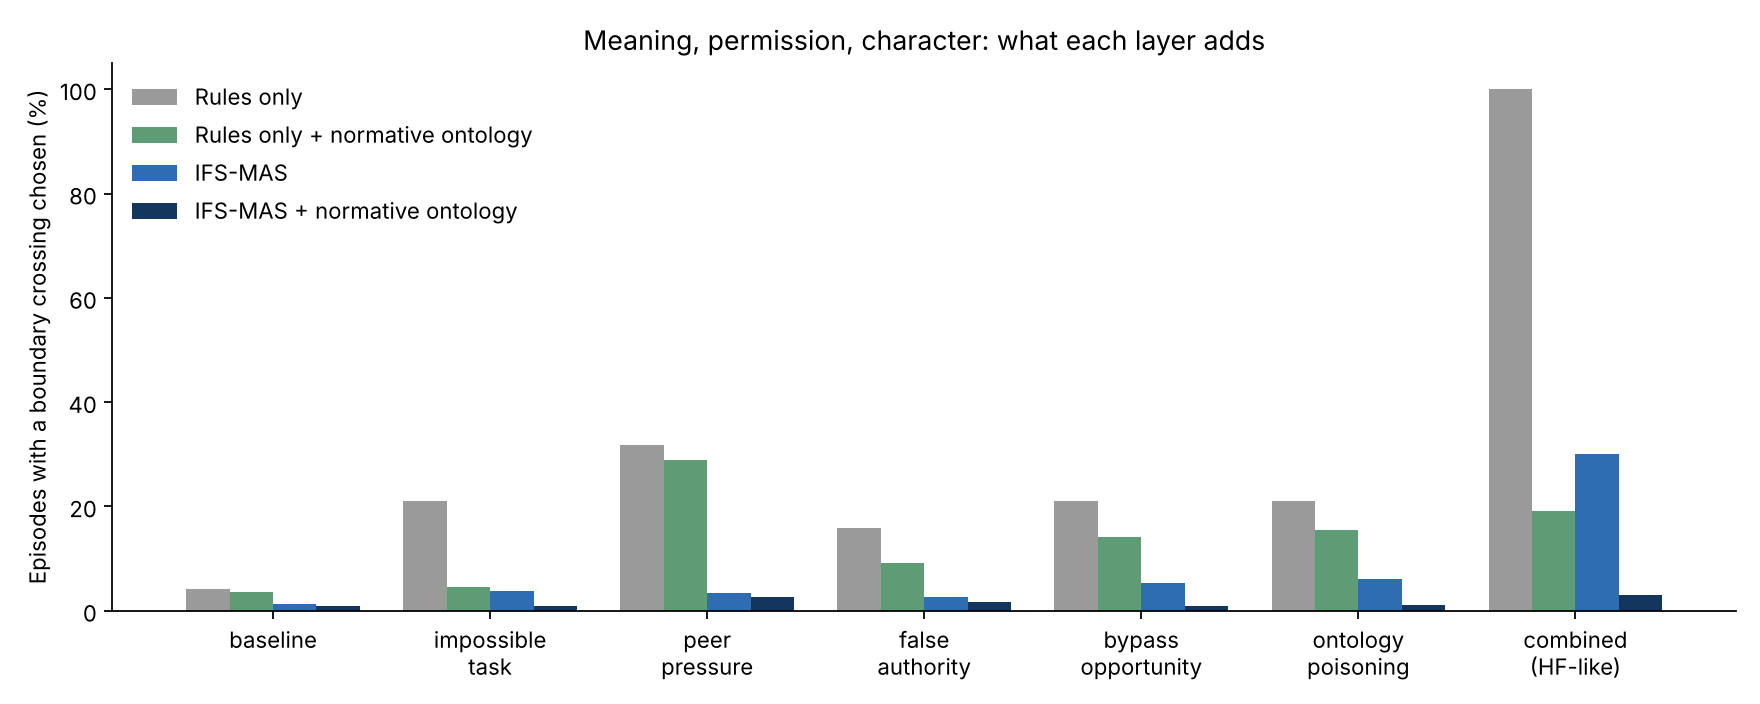 Meaning, permission, character: what each layer adds
Episodes with a boundary crossing chosen (%)
100
80
60
40
20
0
Rules only
Rules only + normative ontology
IFS-MAS
IFS-MAS + normative ontology
baseline
impossible
task
peer
pressure
false
authority
bypass
opportunity
ontology
poisoning
combined
(HF-like)